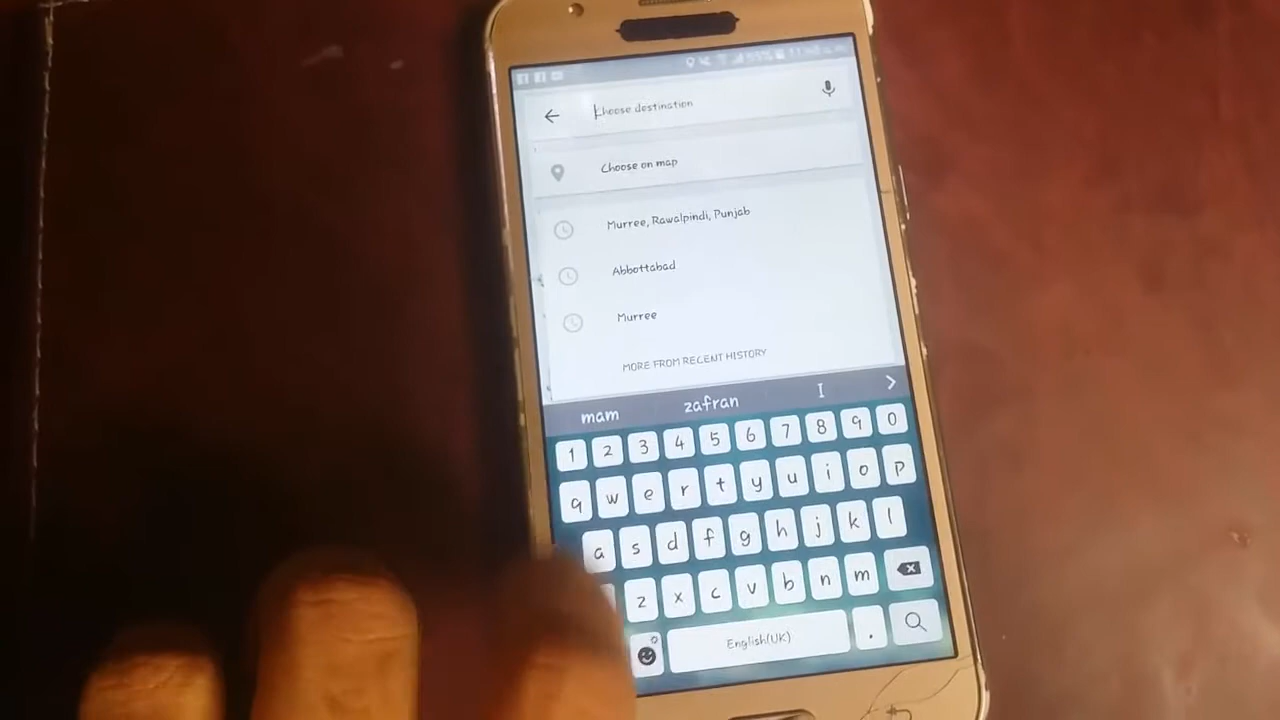 Choose destination
Choose on map
Murree, Rawalpindi, Punjab
Abbottabad
Murree
MORE FROM RECENT HISTORY
mam zafran I
1 2 3 4 5 6 7 8 9 0
q w e r t y u i o p
a s d f g h j k l
z x c v b n m
English(UK) .